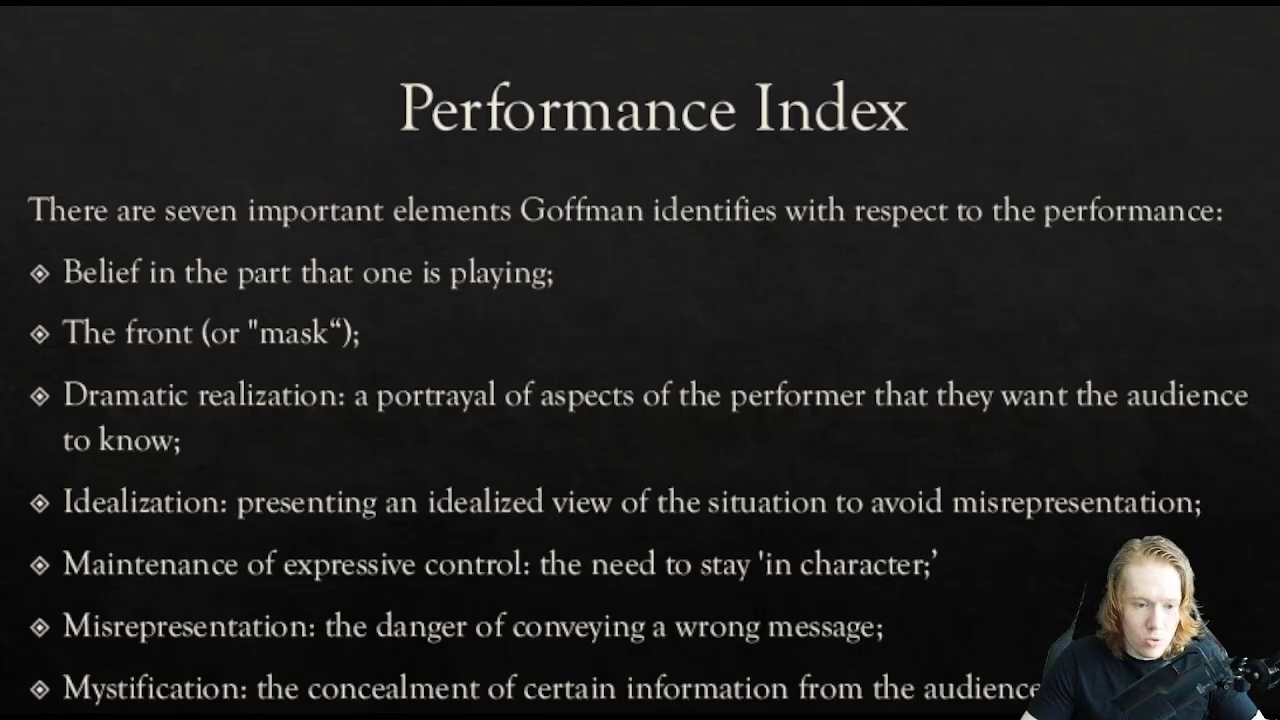 Performance Index
There are seven important elements Goffman identifies with respect to the performance:
Belief in the part that one is playing;
The front (or "mask“);
Dramatic realization: a portrayal of aspects of the performer that they want the audience
to know;
Idealization: presenting an idealized view of the situation to avoid misrepresentation;
Maintenance of expressive control: the need to stay 'in character;’
Misrepresentation: the danger of conveying a wrong message;
Mystification: the concealment of certain information from the audience